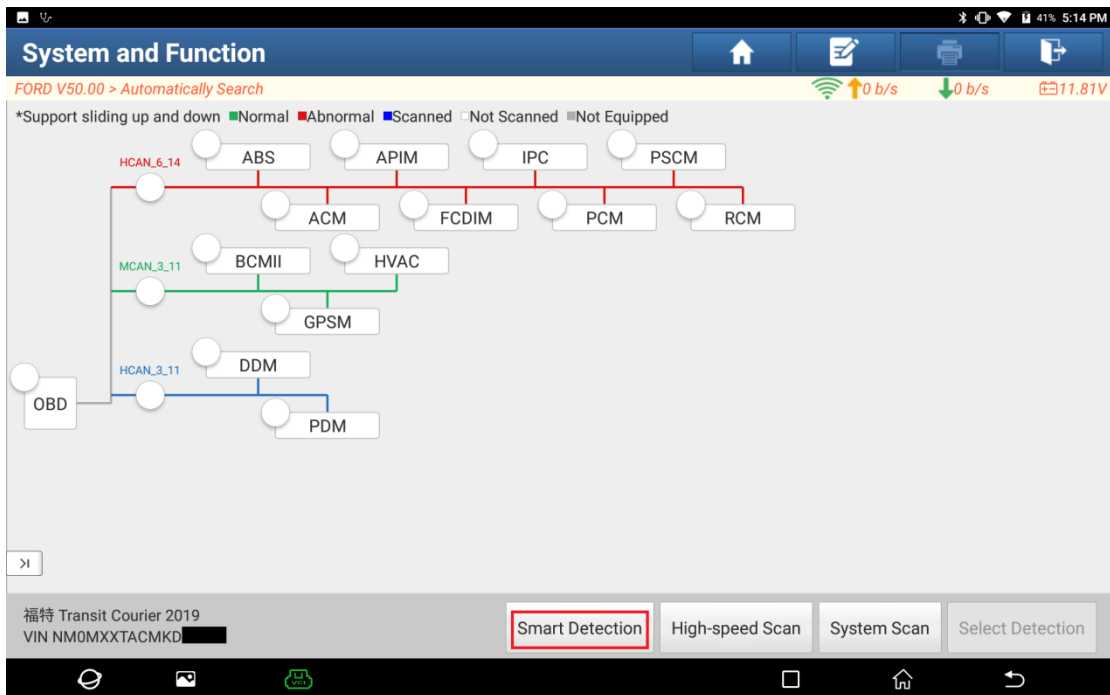 41% 5:14 PM
System and Function
FORD V50.00 > Automatically Search
0 b/s
0 b/s
11.81V
*Support sliding up and down Normal Abnormal Scanned Not Scanned Not Equipped
HCAN_6_14
ABS
APIM
IPC
PSCM
ACM
FCDIM
PCM
RCM
MCAN_3_11
BCMII
HVAC
GPSM
HCAN_3_11
DDM
OBD
PDM
福特 Transit Courier 2019
VIN NM0MXXTACMKD
Smart Detection
High-speed Scan
System Scan
Select Detection
VCI